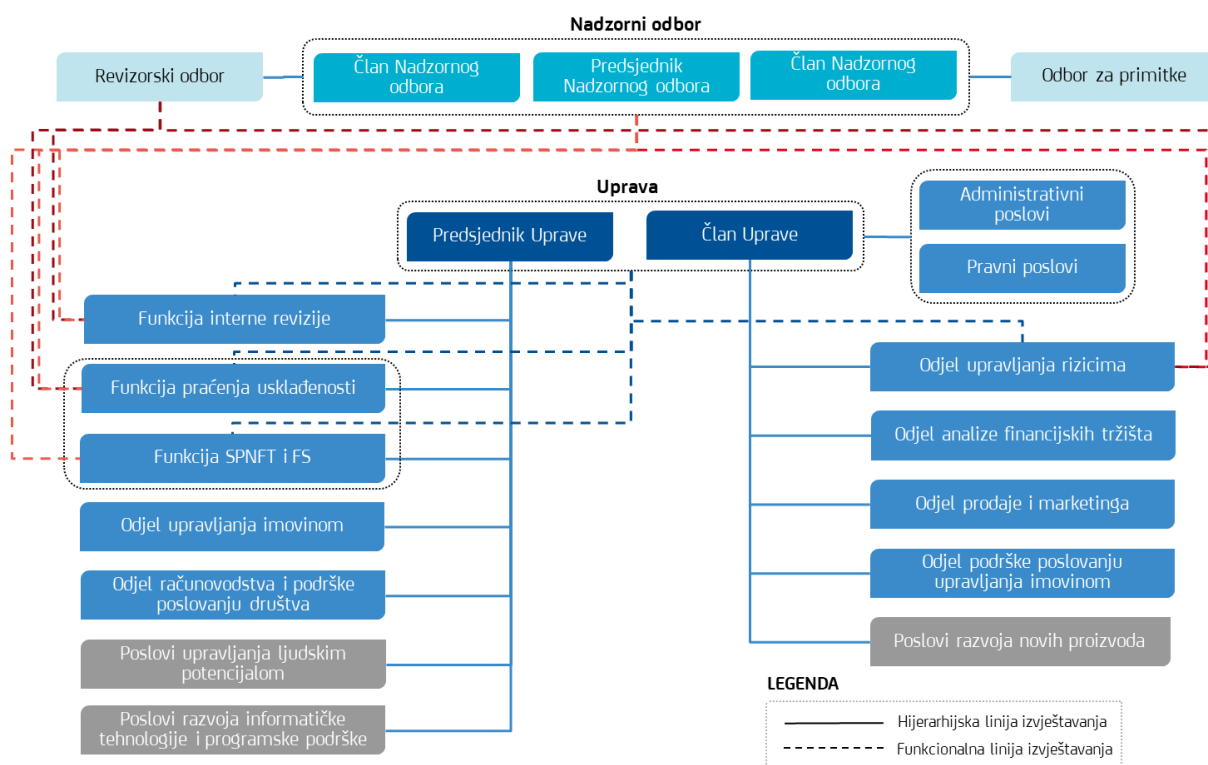 Nadzorni odbor
Revizorski odbor
Član Nadzornog
odbora
Predsjednik
Nadzornog odbora
Član Nadzornog
odbora
Odbor za primitke
Uprava
Predsjednik Uprave
Član Uprave
Administrativni
poslovi
Pravni poslovi
Funkcija interne revizije
Funkcija praćenja usklađenosti
Funkcija SPNFT i FS
Odjel upravljanja imovinom
Odjel računovodstva i podrške
poslovanju društva
Poslovi upravljanja ljudskim
potencijalom
Poslovi razvoja informatičke
tehnologije i programske podrške
Odjel upravljanja rizicima
Odjel analize financijskih tržišta
Odjel prodaje i marketinga
Odjel podrške poslovanju
upravljanja imovinom
Poslovi razvoja novih proizvoda
LEGENDA
Hijerarhijska linija izvještavanja
Funkcionalna linija izvještavanja